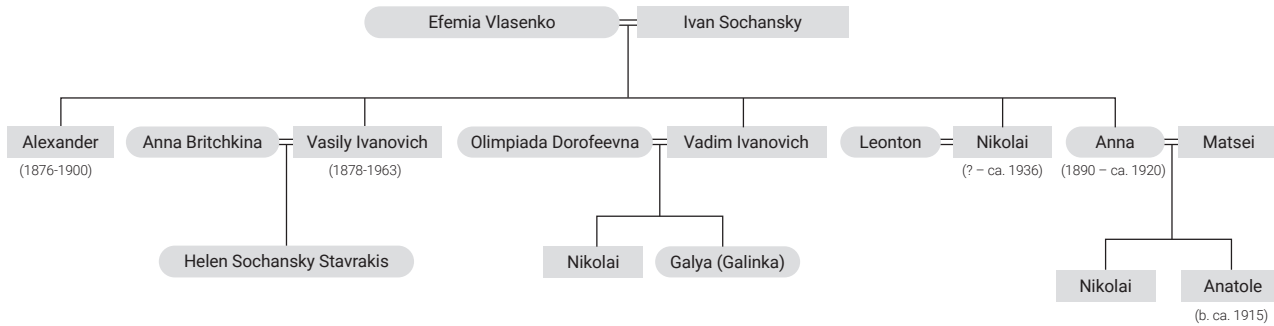 Efemia Vlasenko
Ivan Sochansky
Alexander
(1876-1900)
Anna Britchkina
Vasily Ivanovich
(1878-1963)
Olimpiada Dorofeevna
Vadim Ivanovich
Leonton
Nikolai
(? – ca. 1936)
Anna
(1890 – ca. 1920)
Matsei
Helen Sochansky Stavrakis
Nikolai
Galya (Galinka)
Nikolai
Anatole
(b. ca. 1915)